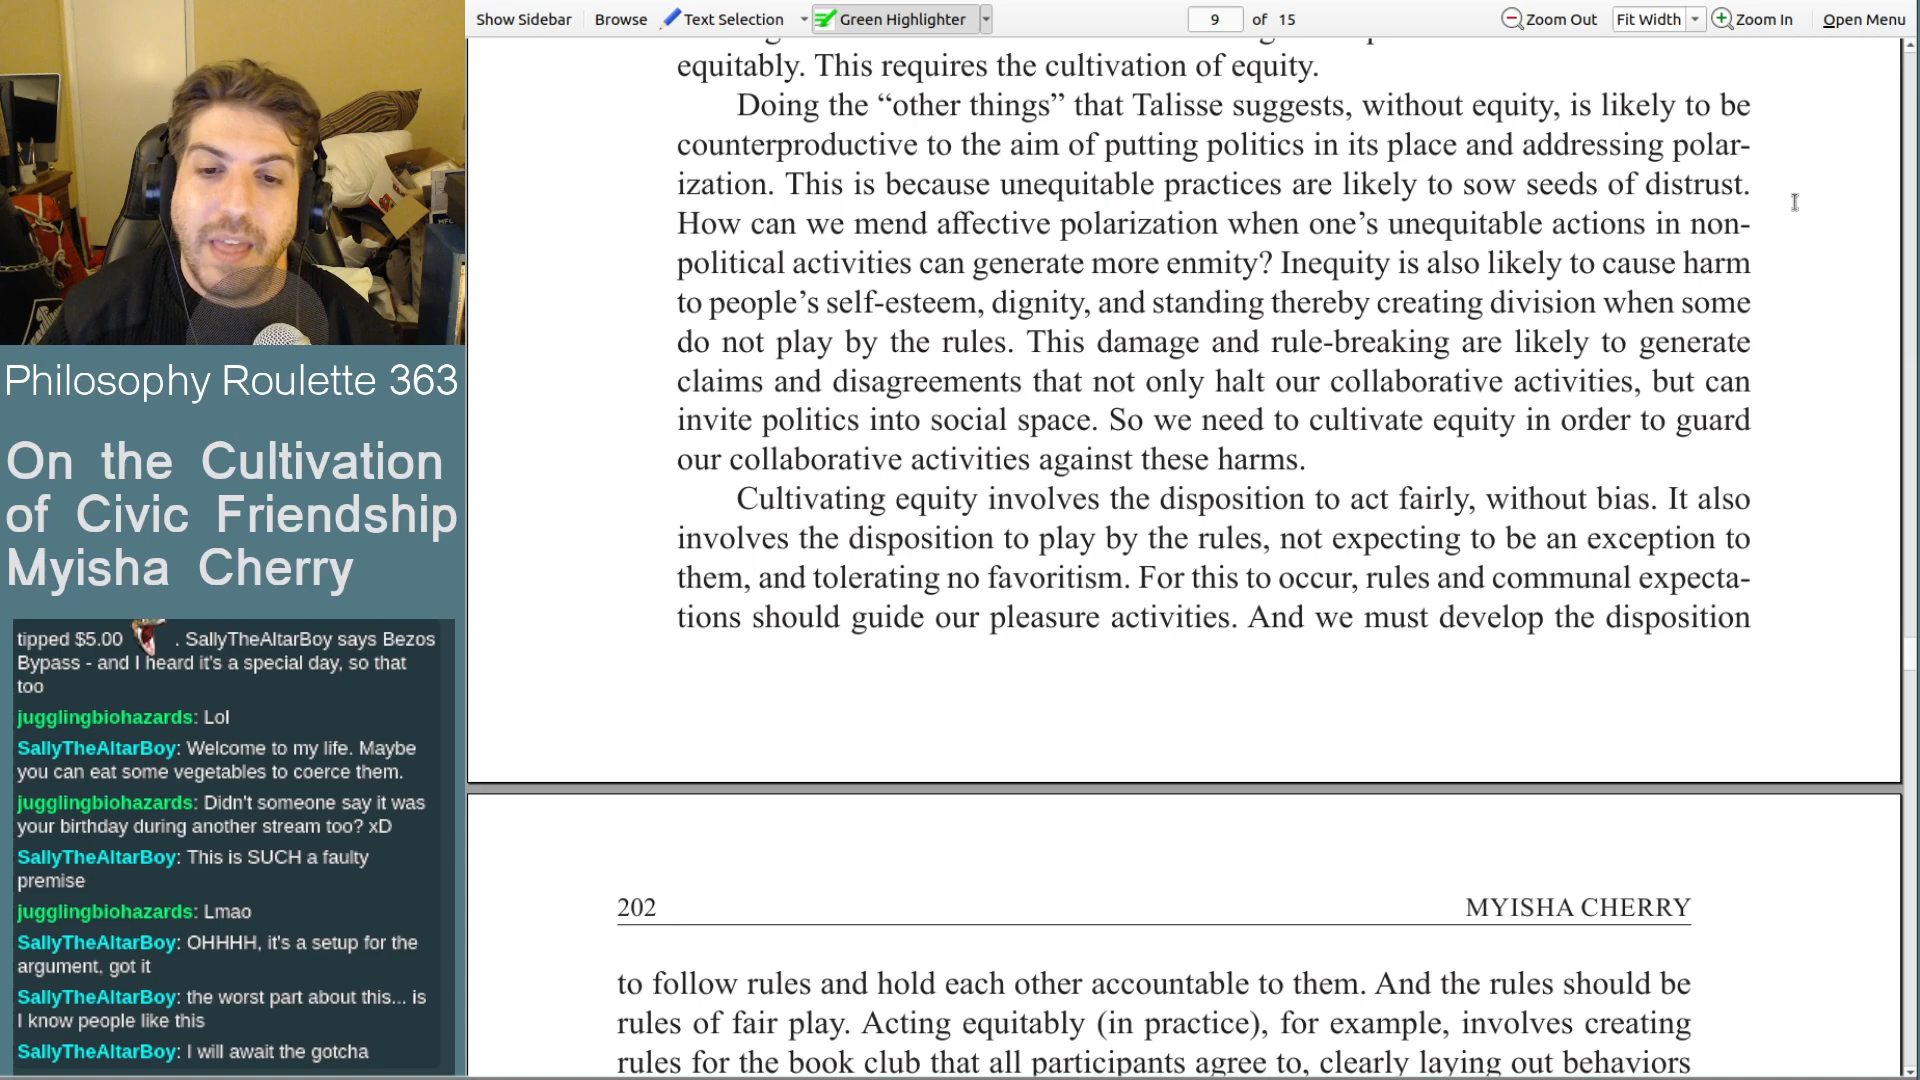 Show Sidebar
Browse
Text Selection
Green Highlighter
9 of 15
Zoom Out
Fit Width
Zoom In
Open Menu
equitably. This requires the cultivation of equity.
Doing the “other things” that Talisse suggests, without equity, is likely to be
counterproductive to the aim of putting politics in its place and addressing polar-
ization. This is because unequitable practices are likely to sow seeds of distrust.
How can we mend affective polarization when one’s unequitable actions in non-
political activities can generate more enmity? Inequity is also likely to cause harm
to people’s self-esteem, dignity, and standing thereby creating division when some
do not play by the rules. This damage and rule-breaking are likely to generate
claims and disagreements that not only halt our collaborative activities, but can
invite politics into social space. So we need to cultivate equity in order to guard
our collaborative activities against these harms.
Cultivating equity involves the disposition to act fairly, without bias. It also
involves the disposition to play by the rules, not expecting to be an exception to
them, and tolerating no favoritism. For this to occur, rules and communal expecta-
tions should guide our pleasure activities. And we must develop the disposition
202
MYISHA CHERRY
to follow rules and hold each other accountable to them. And the rules should be
rules of fair play. Acting equitably (in practice), for example, involves creating
rules for the book club that all participants agree to, clearly laying out behaviors
Philosophy Roulette 363
On the Cultivation
of Civic Friendship
Myisha Cherry
tipped $5.00 . SallyTheAltarBoy says Bezos
Bypass - and I heard it's a special day, so that
too
jugglingbiohazards: Lol
SallyTheAltarBoy: Welcome to my life. Maybe
you can eat some vegetables to coerce them.
jugglingbiohazards: Didn't someone say it was
your birthday during another stream too? xD
SallyTheAltarBoy: This is SUCH a faulty
premise
jugglingbiohazards: Lmao
SallyTheAltarBoy: OHHHH, it's a setup for the
argument, got it
SallyTheAltarBoy: the worst part about this... is
I know people like this
SallyTheAltarBoy: I will await the gotcha